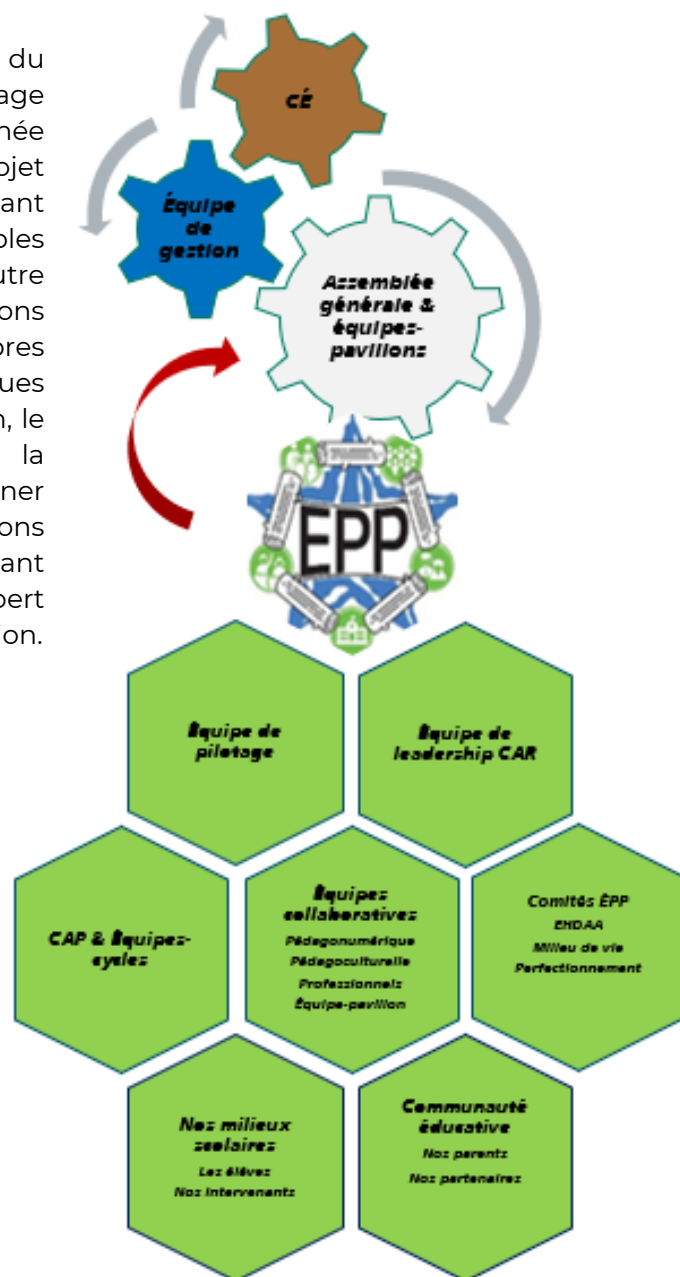 du
age
née
ojet
ant
bles
utre
ons
bres
ues
n, le
la
ner
ons
ant
pert
ion.
CÉ
Équipe
de
gestion
Assemblée
générale &
équipes-
pavillons
EPP
Équipe de
pilotage
Équipe de
leadership CAR
CAP & Équipes-
cycles
Équipes
collaboratives
Pédagonumérique
Pédagoculturelle
Professionnels
Équipe-pavillon
Comités ÉPP
EHDAA
Milieu de vie
Perfectionnement
Nos milieux
scolaires
Les élèves
Nos intervenants
Communauté
éducative
Nos parents
Nos partenaires